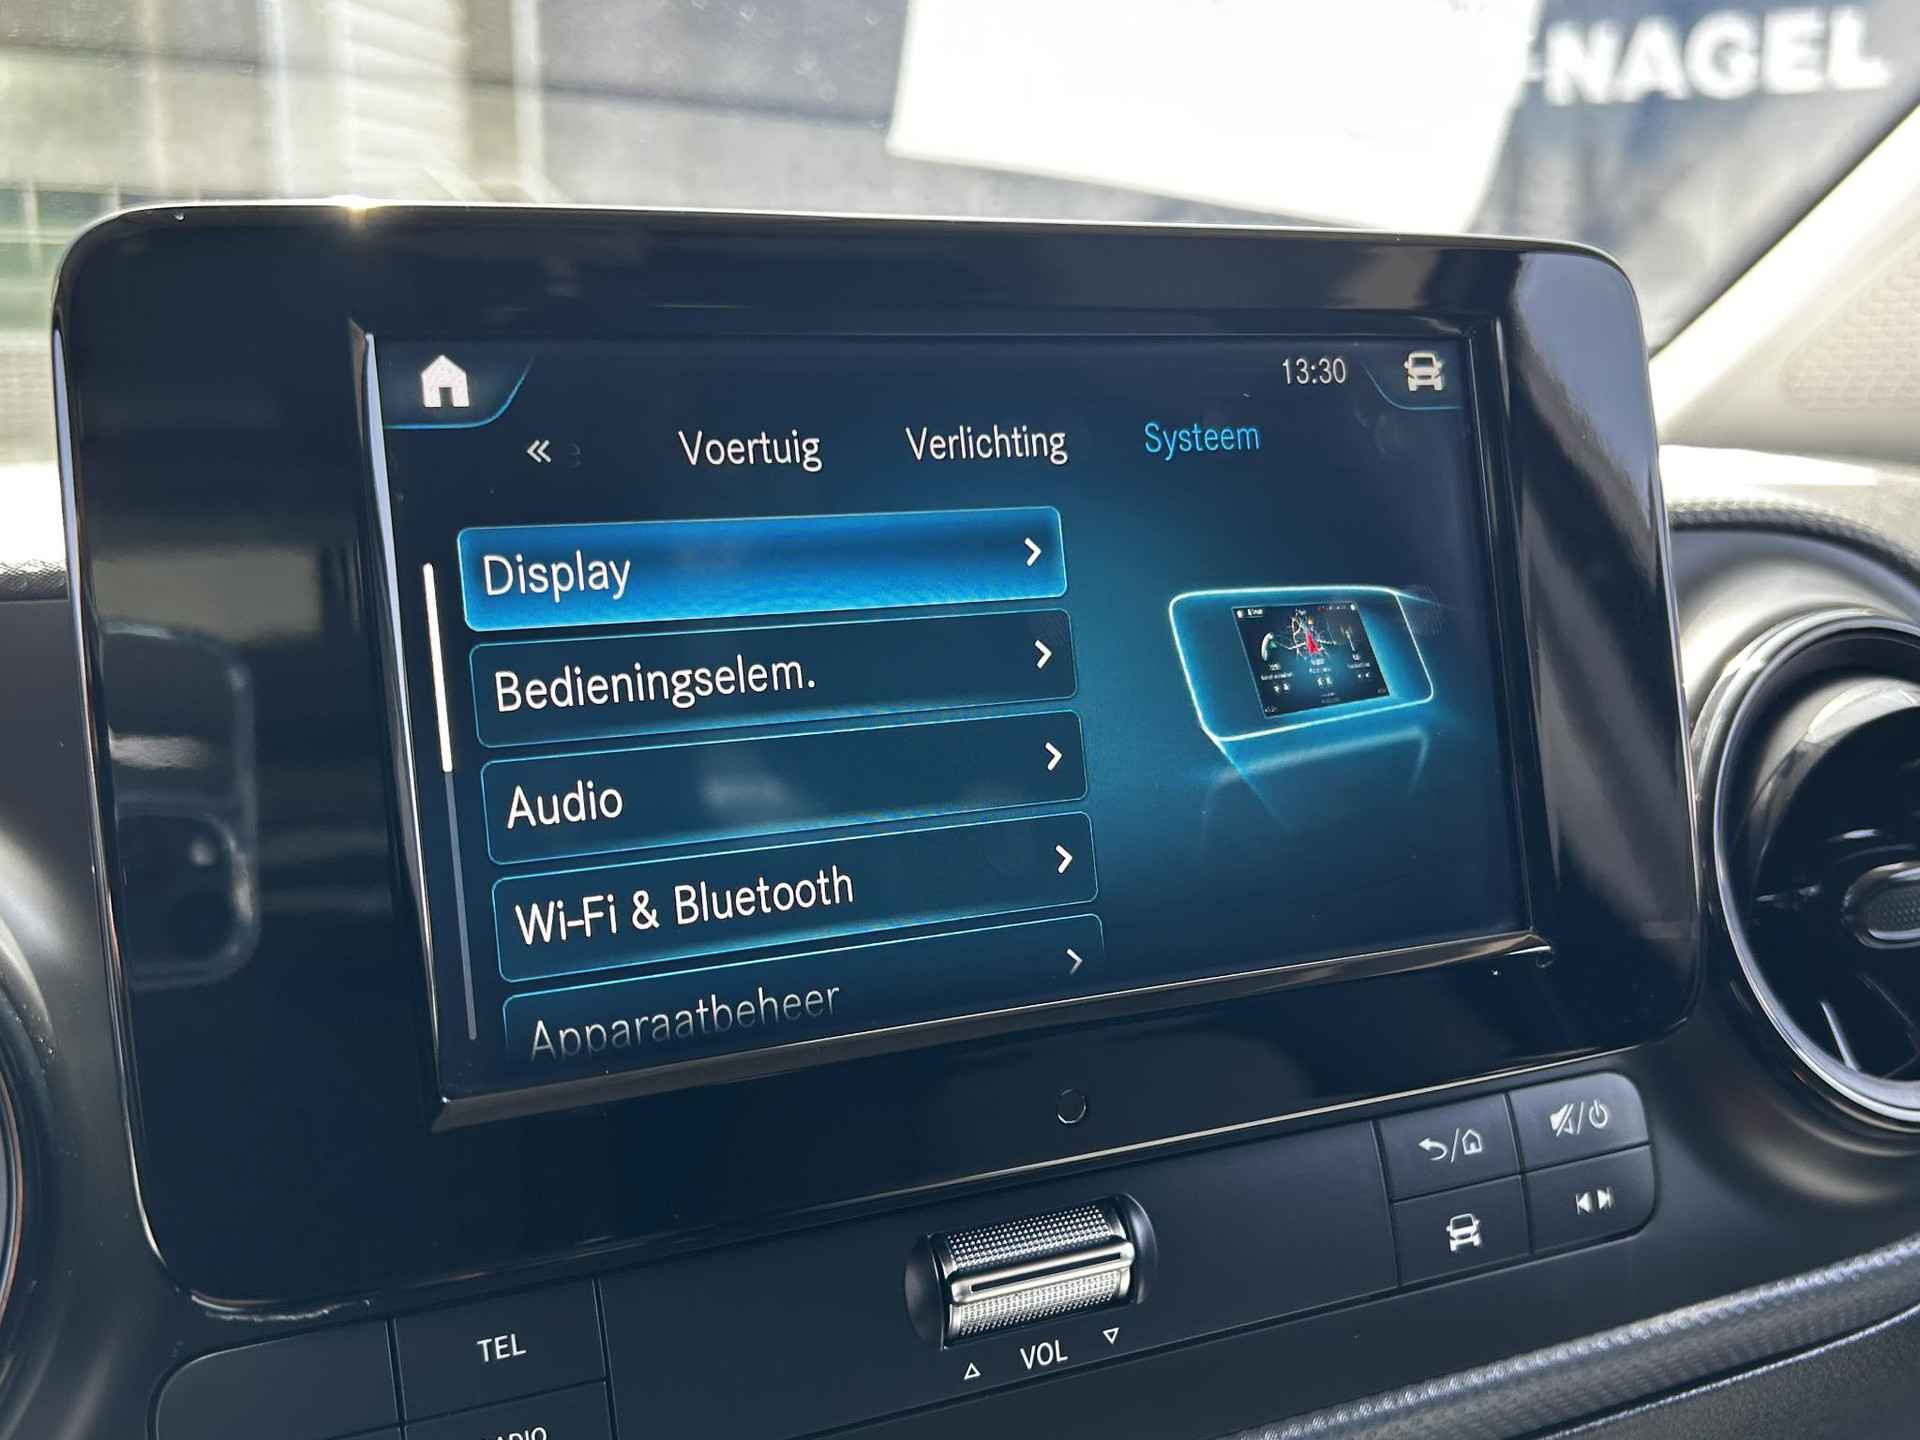 -NAGEL
13:30
« Voertuig Verlichting Systeem
Display
Bedieningselem.
Audio
Wi-Fi & Bluetooth
Apparaatbeheer
TEL
VOL